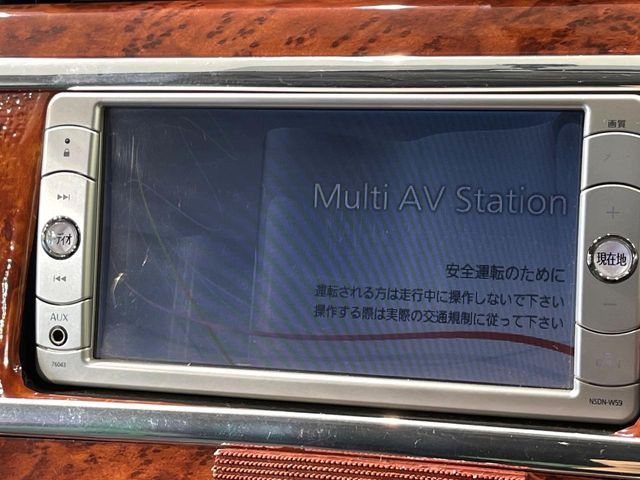 画質
▶▶|
オーディオ
現在地
|◀◀
AUX
Multi AV Station
安全運転のために
運転される方は走行中に操作しないで下さい
操作する際は実際の交通規制に従って下さい
76043
NSDN-W59